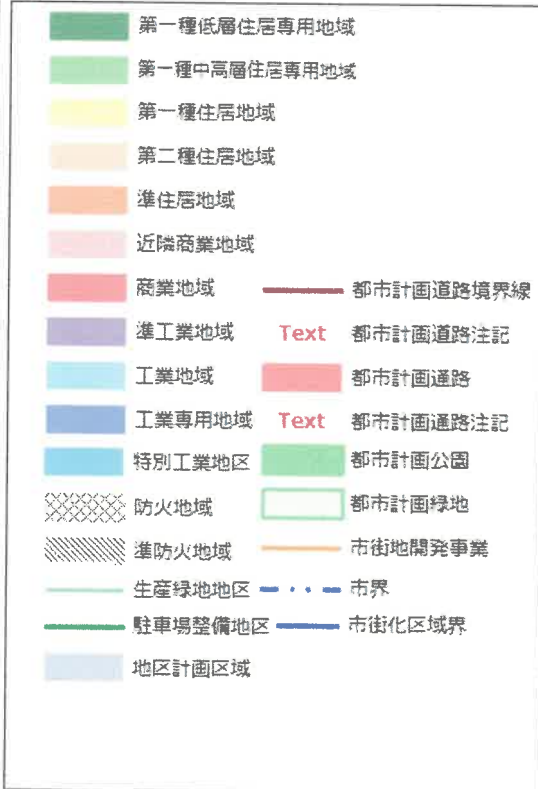 第一種低層住居専用地域
第一種中高層住居専用地域
第一種住居地域
第二種住居地域
準住居地域
近隣商業地域
商業地域 都市計画道路境界線
準工業地域 Text 都市計画道路注記
工業地域 都市計画通路
工業専用地域 Text 都市計画通路注記
特別工業地区 都市計画公園
防火地域 都市計画緑地
準防火地域 市街地開発事業
生産緑地地区 市界
駐車場整備地区 市街化区域界
地区計画区域